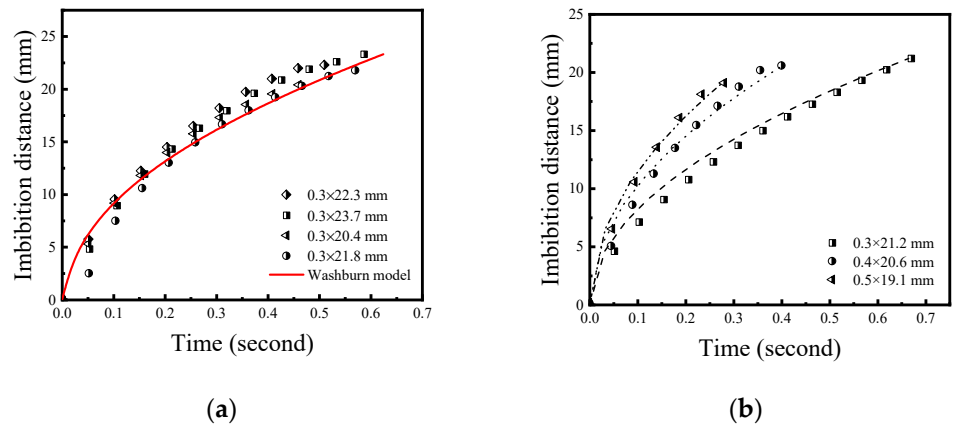 25
20
15
10
5
0
Imbibition distance (mm)
0.3×22.3 mm
0.3×23.7 mm
0.3×20.4 mm
0.3×21.8 mm
Washburn model
0.0 0.1 0.2 0.3 0.4 0.5 0.6 0.7
Time (second)
(a)
25
20
15
10
5
0
Imbibition distance (mm)
0.3×21.2 mm
0.4×20.6 mm
0.5×19.1 mm
0.0 0.1 0.2 0.3 0.4 0.5 0.6 0.7
Time (second)
(b)